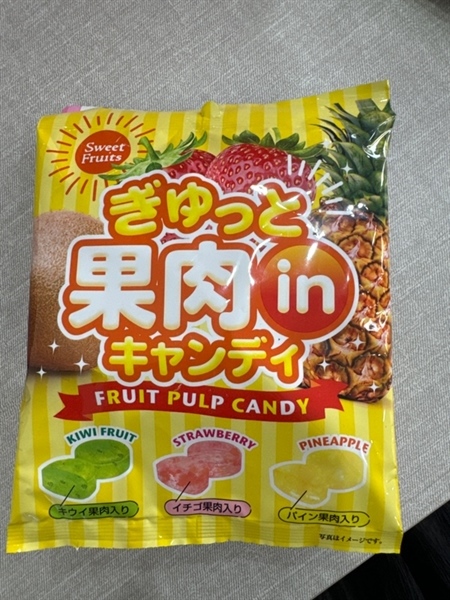 Sweet
Fruits
ぎゅっと
果肉in
キャンディ
FRUIT PULP CANDY
KIWI FRUIT
STRAWBERRY
PINEAPPLE
キウイ果肉入り
イチゴ果肉入り
パイン果肉入り
写真はイメージです。